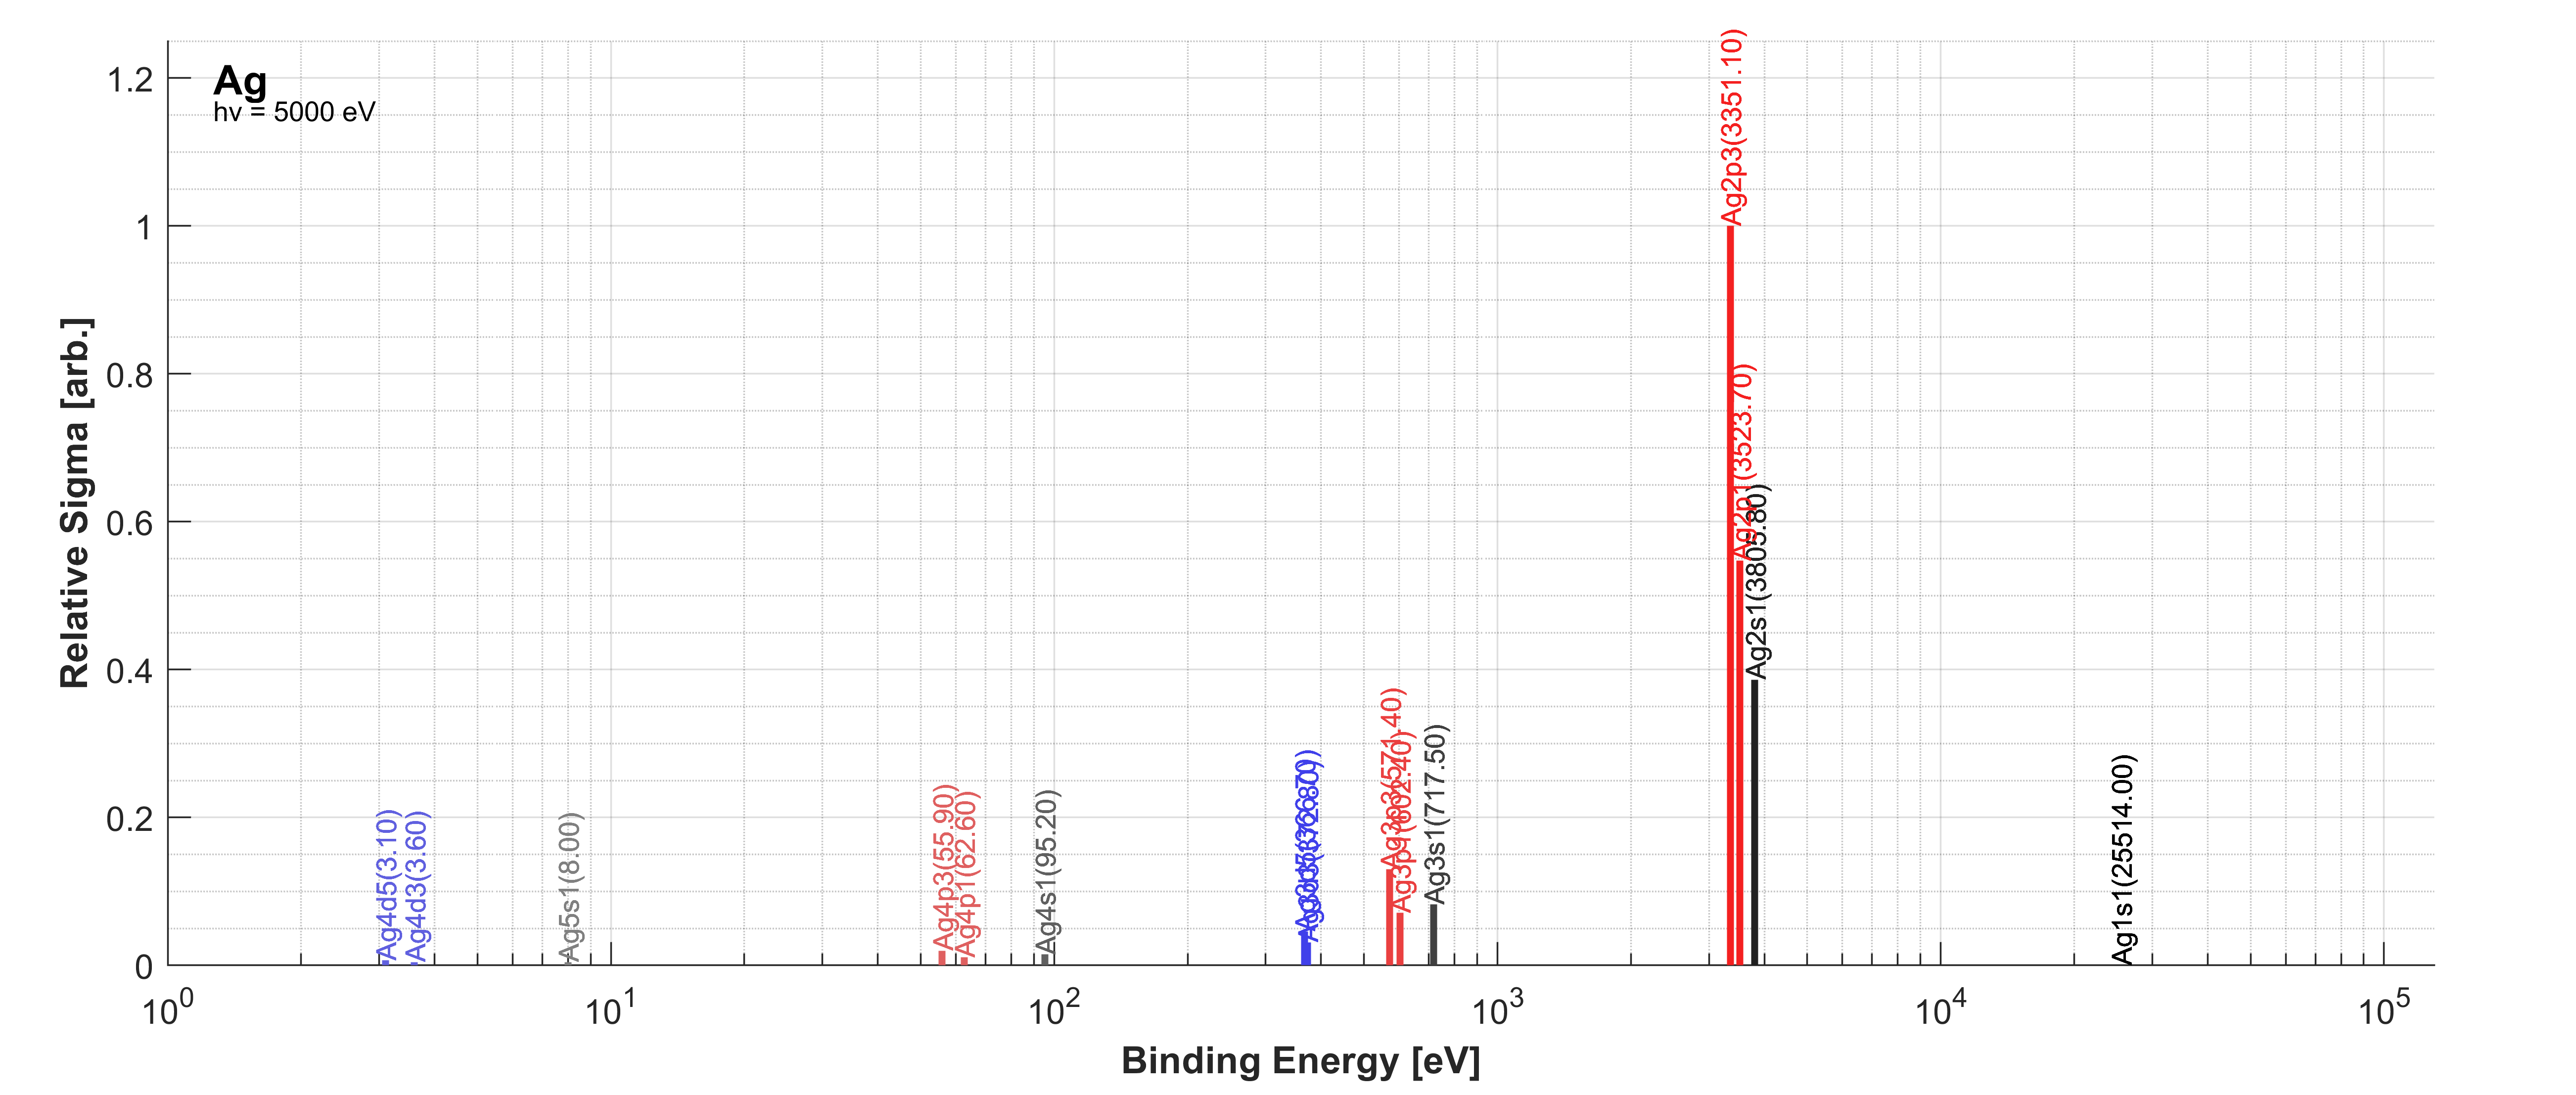 Ag
hv = 5000 eV
Relative Sigma [arb.]
1.2
1
0.8
0.6
0.4
0.2
0
Ag4d5(3.10)
Ag4d3(3.60)
Ag5s1(8.00)
Ag4p3(55.90)
Ag4p1(62.60)
Ag4s1(95.20)
Ag3p3(571.40)
Ag3p1(602.40)
Ag3s1(717.50)
Ag2p3(3351.10)
Ag2p1(3523.70)
Ag2s1(3805.80)
Ag1s1(25514.00)
10^0
10^1
10^2
10^3
10^4
10^5
Binding Energy [eV]